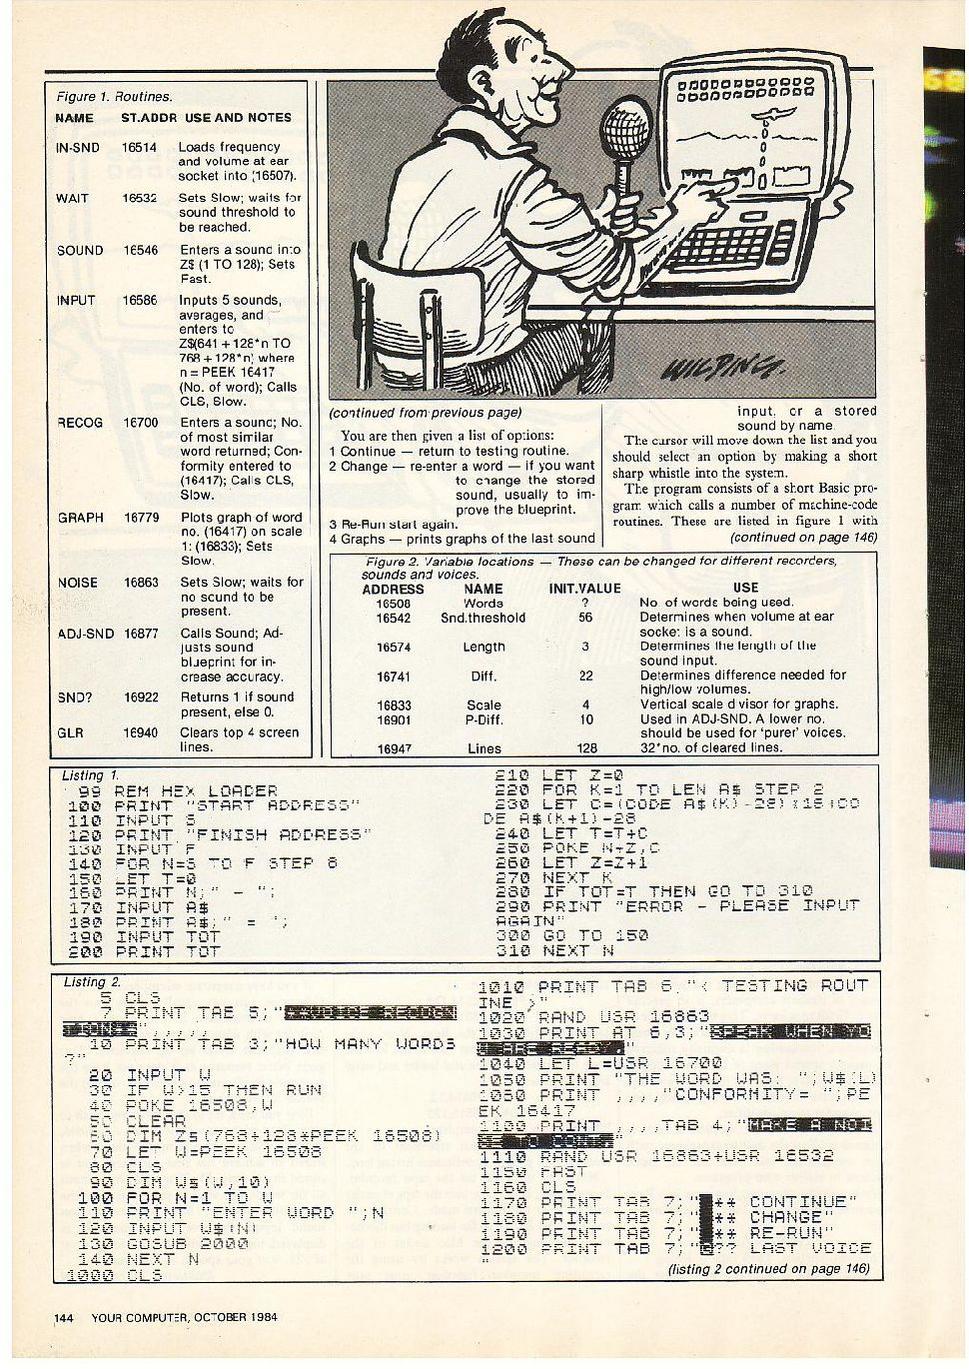 Figure 1. Routines.
NAME ST.ADDR USE AND NOTES
IN-SND 16514 Loads frequency
and volume at ear
socket into (16507).
WAIT 16532 Sets Slow; waits for
sound threshold to
be reached.
SOUND 16546 Enters a sound into
Z$ (1 TO 128); Sets
Fast.
INPUT 16586 Inputs 5 sounds,
averages, and
enters to
Z$(641 + 128*n TO
768 + 128*n) where
n = PEEK 16417
(No. of word); Calls
CLS, Slow.
RECOG 16700 Enters a sound; No.
of most similar
word returned; Con-
formity entered to
(16417); Calls CLS,
Slow.
GRAPH 16779 Plots graph of word
no. (16417) on scale
1: (16833); Sets
Slow.
NOISE 16863 Sets Slow; waits for
no sound to be
present.
ADJ-SND 16877 Calls Sound; Ad-
justs sound
blueprint for in-
crease accuracy.
SND? 16922 Returns 1 if sound
present, else 0.
GLR 16940 Clears top 4 screen
lines.
(continued from previous page)
You are then given a list of options:
1 Continue — return to testing routine.
2 Change — re-enter a word — if you want
to change the stored
sound, usually to im-
prove the blueprint.
3 Re-Run start again.
4 Graphs — prints graphs of the last sound
input, or a stored
sound by name.
The cursor will move down the list and you
should select an option by making a short
sharp whistle into the system.
The program consists of a short Basic pro-
gram which calls a number of machine-code
routines. These are listed in figure 1 with
(continued on page 146)
Figure 2. Variable locations — These can be changed for different recorders,
sounds and voices.
ADDRESS NAME INIT.VALUE USE
16508 Words ? No. of words being used.
16542 Snd.threshold 56 Determines when volume at ear
socket is a sound.
16574 Length 3 Determines the length of the
sound input.
16741 Diff. 22 Determines difference needed for
high/low volumes.
16833 Scale 4 Vertical scale divisor for graphs.
16901 P-Diff. 10 Used in ADJ-SND. A lower no.
should be used for 'purer' voices.
16947 Lines 128 32*no. of cleared lines.
Listing 1.
99 REM HEX LOADER
100 PRINT "START ADDRESS"
110 INPUT S
120 PRINT "FINISH ADDRESS"
130 INPUT F
140 FOR N=S TO F STEP 8
150 LET T=0
160 PRINT N;" - ";
170 INPUT A$
180 PRINT A$;" = ";
190 INPUT TOT
200 PRINT TOT
210 LET Z=0
220 FOR K=1 TO LEN A$ STEP 2
230 LET C=(CODE A$(K)-28)*16+CO
DE A$(K+1)-28
240 LET T=T+C
250 POKE N+Z,C
260 LET Z=Z+1
270 NEXT K
280 IF TOT=T THEN GO TO 310
290 PRINT "ERROR - PLEASE INPUT
AGAIN"
300 GO TO 150
310 NEXT N
Listing 2.
5 CLS
7 PRINT TAB 5;"**VOICE RECOGN
ITION**",,,,,
10 PRINT TAB 3;"HOW MANY WORDS
?"
20 INPUT W
30 IF W>15 THEN RUN
40 POKE 16508,W
50 CLEAR
60 DIM Z$(768+128*PEEK 16508)
70 LET W=PEEK 16508
80 CLS
90 DIM W$(W,10)
100 FOR N=1 TO W
110 PRINT "ENTER WORD ";N
120 INPUT W$(N)
130 GOSUB 2000
140 NEXT N
1000 CLS
1010 PRINT TAB 6;"< TESTING ROUT
INE >"
1020 RAND USR 16863
1030 PRINT AT 6,3;"SPEAK WHEN YO
U ARE READY."
1040 LET L=USR 16700
1050 PRINT "THE WORD WAS: ";W$(L)
1060 PRINT ,,,,"CONFORMITY= ";PE
EK 16417
1100 PRINT ,,,,TAB 4;"MAKE A NOI
SE TO CONT."
1110 RAND USR 16863+USR 16532
1150 FAST
1160 CLS
1170 PRINT TAB 7;"** CONTINUE"
1180 PRINT TAB 7;"** CHANGE"
1190 PRINT TAB 7;"** RE-RUN"
1200 PRINT TAB 7;"G?? LAST VOICE
"
(listing 2 continued on page 146)
144 YOUR COMPUTER, OCTOBER 1984